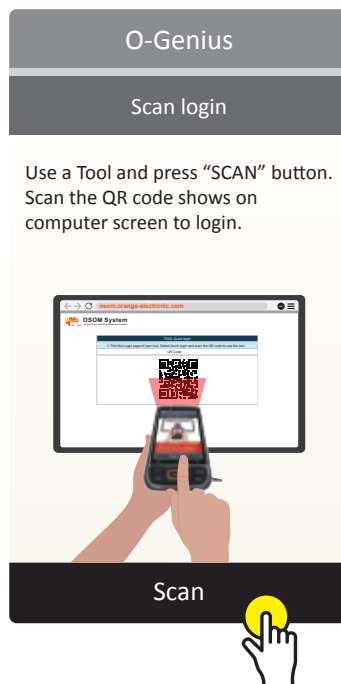 O-Genius
Scan login
Use a Tool and press “SCAN” button.
Scan the QR code shows on
computer screen to login.
osom.orange-electronic.com
OSOM System
TOOL Quick login
QR Code
Scan